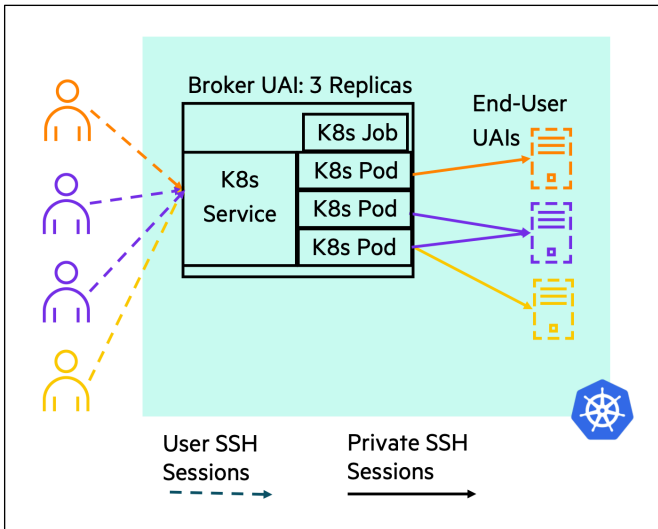 Broker UAI: 3 Replicas
End-User
UAIs
K8s Job
K8s
Service
K8s Pod
K8s Pod
K8s Pod
User SSH
Sessions
Private SSH
Sessions